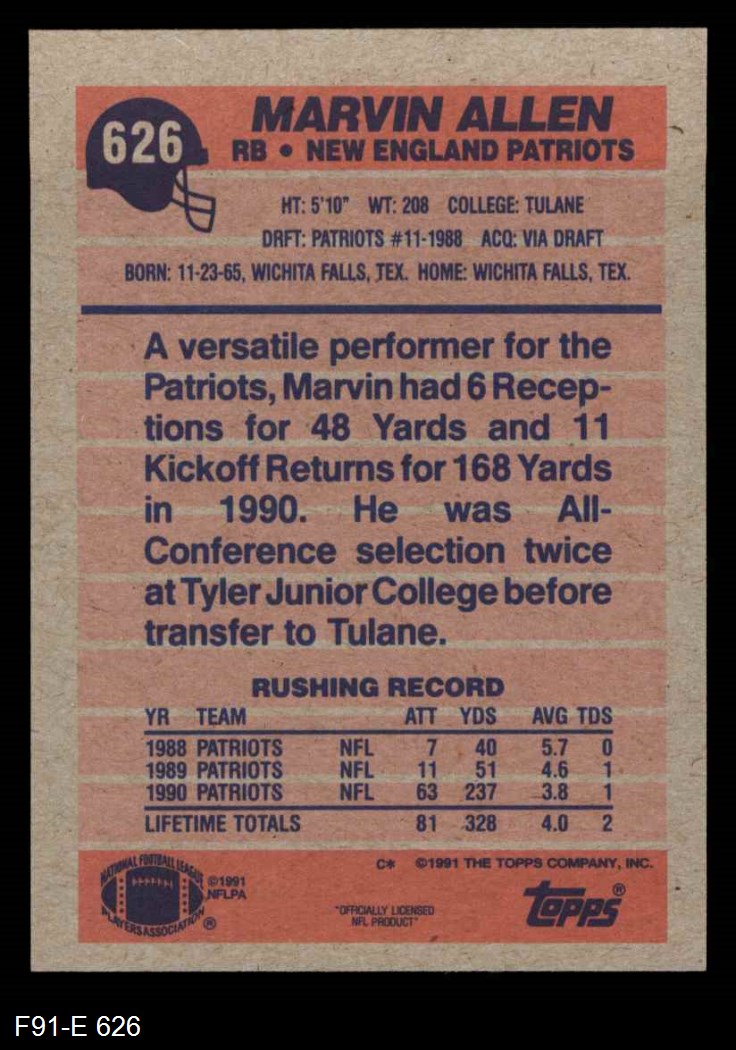 626
MARVIN ALLEN
RB • NEW ENGLAND PATRIOTS
HT: 5'10" WT: 208 COLLEGE: TULANE
DRFT: PATRIOTS #11-1988 ACQ: VIA DRAFT
BORN: 11-23-65, WICHITA FALLS, TEX. HOME: WICHITA FALLS, TEX.
A versatile performer for the
Patriots, Marvin had 6 Recep-
tions for 48 Yards and 11
Kickoff Returns for 168 Yards
in 1990. He was All-
Conference selection twice
at Tyler Junior College before
transfer to Tulane.
RUSHING RECORD
YR TEAM ATT YDS AVG TDS
1988 PATRIOTS NFL 7 40 5.7 0
1989 PATRIOTS NFL 11 51 4.6 1
1990 PATRIOTS NFL 63 237 3.8 1
LIFETIME TOTALS 81 328 4.0 2
C* ©1991 THE TOPPS COMPANY, INC.
NATIONAL FOOTBALL LEAGUE
PLAYERS ASSOCIATION ®
©1991
NFLPA
"OFFICIALLY LICENSED
NFL PRODUCT"
Topps®
F91-E 626